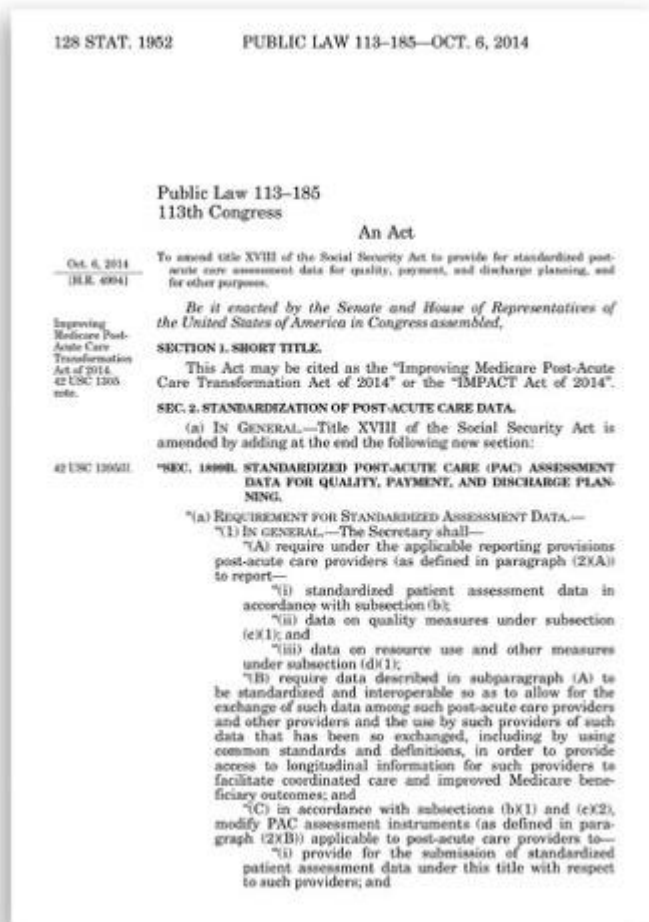 128 STAT. 1952 PUBLIC LAW 113–185—OCT. 6, 2014
Public Law 113–185
113th Congress
An Act
Oct. 6, 2014
[H.R. 4994]
To amend title XVIII of the Social Security Act to provide for standardized post-
acute care assessment data for quality, payment, and discharge planning, and
for other purposes.
Be it enacted by the Senate and House of Representatives of
the United States of America in Congress assembled,
Improving
Medicare Post-
Acute Care
Transformation
Act of 2014.
42 USC 1305
note.
SECTION 1. SHORT TITLE.
This Act may be cited as the “Improving Medicare Post-Acute
Care Transformation Act of 2014” or the “IMPACT Act of 2014”.
SEC. 2. STANDARDIZATION OF POST-ACUTE CARE DATA.
(a) IN GENERAL.—Title XVIII of the Social Security Act is
amended by adding at the end the following new section:
42 USC 1395lll.
“SEC. 1899B. STANDARDIZED POST-ACUTE CARE (PAC) ASSESSMENT
DATA FOR QUALITY, PAYMENT, AND DISCHARGE PLAN-
NING.
“(a) REQUIREMENT FOR STANDARDIZED ASSESSMENT DATA.—
“(1) IN GENERAL.—The Secretary shall—
“(A) require under the applicable reporting provisions
post-acute care providers (as defined in paragraph (2)(A))
to report—
“(i) standardized patient assessment data in
accordance with subsection (b);
“(ii) data on quality measures under subsection
(c)(1); and
“(iii) data on resource use and other measures
under subsection (d)(1);
“(B) require data described in subparagraph (A) to
be standardized and interoperable so as to allow for the
exchange of such data among such post-acute care providers
and other providers and the use by such providers of such
data that has been so exchanged, including by using
common standards and definitions, in order to provide
access to longitudinal information for such providers to
facilitate coordinated care and improved Medicare bene-
ficiary outcomes; and
“(C) in accordance with subsections (b)(1) and (c)(2),
modify PAC assessment instruments (as defined in para-
graph (2)(B)) applicable to post-acute care providers to—
“(i) provide for the submission of standardized
patient assessment data under this title with respect
to such providers; and